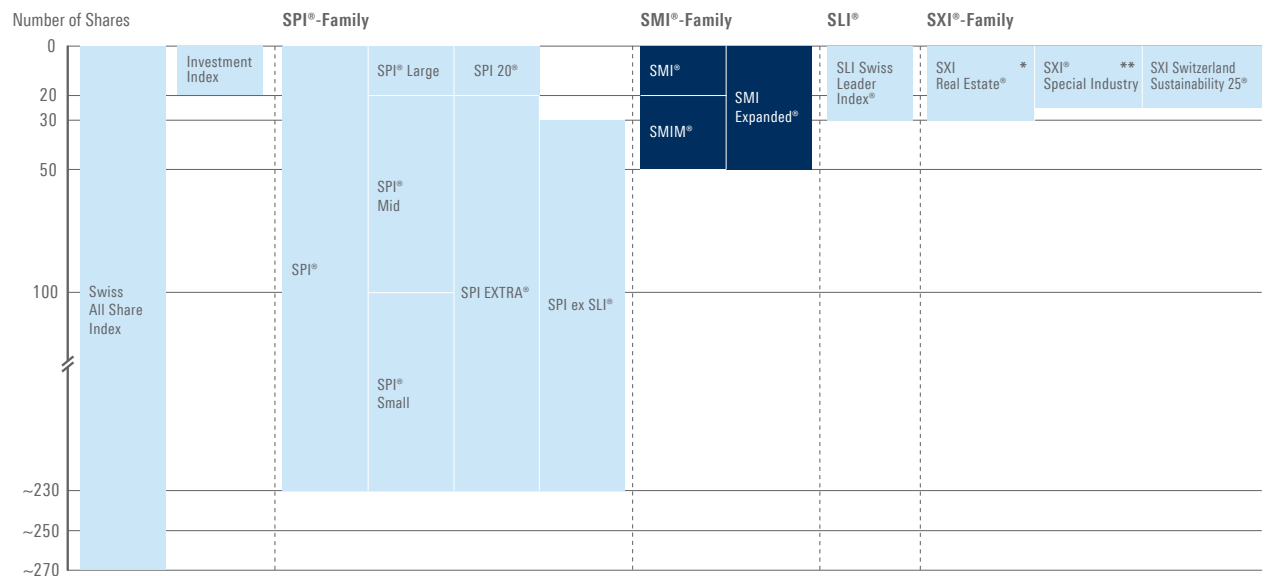 Number of Shares
SPI®-Family
SMI®-Family
SLI®
SXI®-Family
0
20
30
50
100
~230
~250
~270
Swiss
All Share
Index
Investment
Index
SPI®
SPI® Large
SPI®
Mid
SPI®
Small
SPI 20®
SPI EXTRA®
SPI ex SLI®
SMI®
SMIM®
SMI
Expanded®
SLI Swiss
Leader
Index®
SXI *
Real Estate®
SXI® **
Special Industry
SXI Switzerland
Sustainability 25®